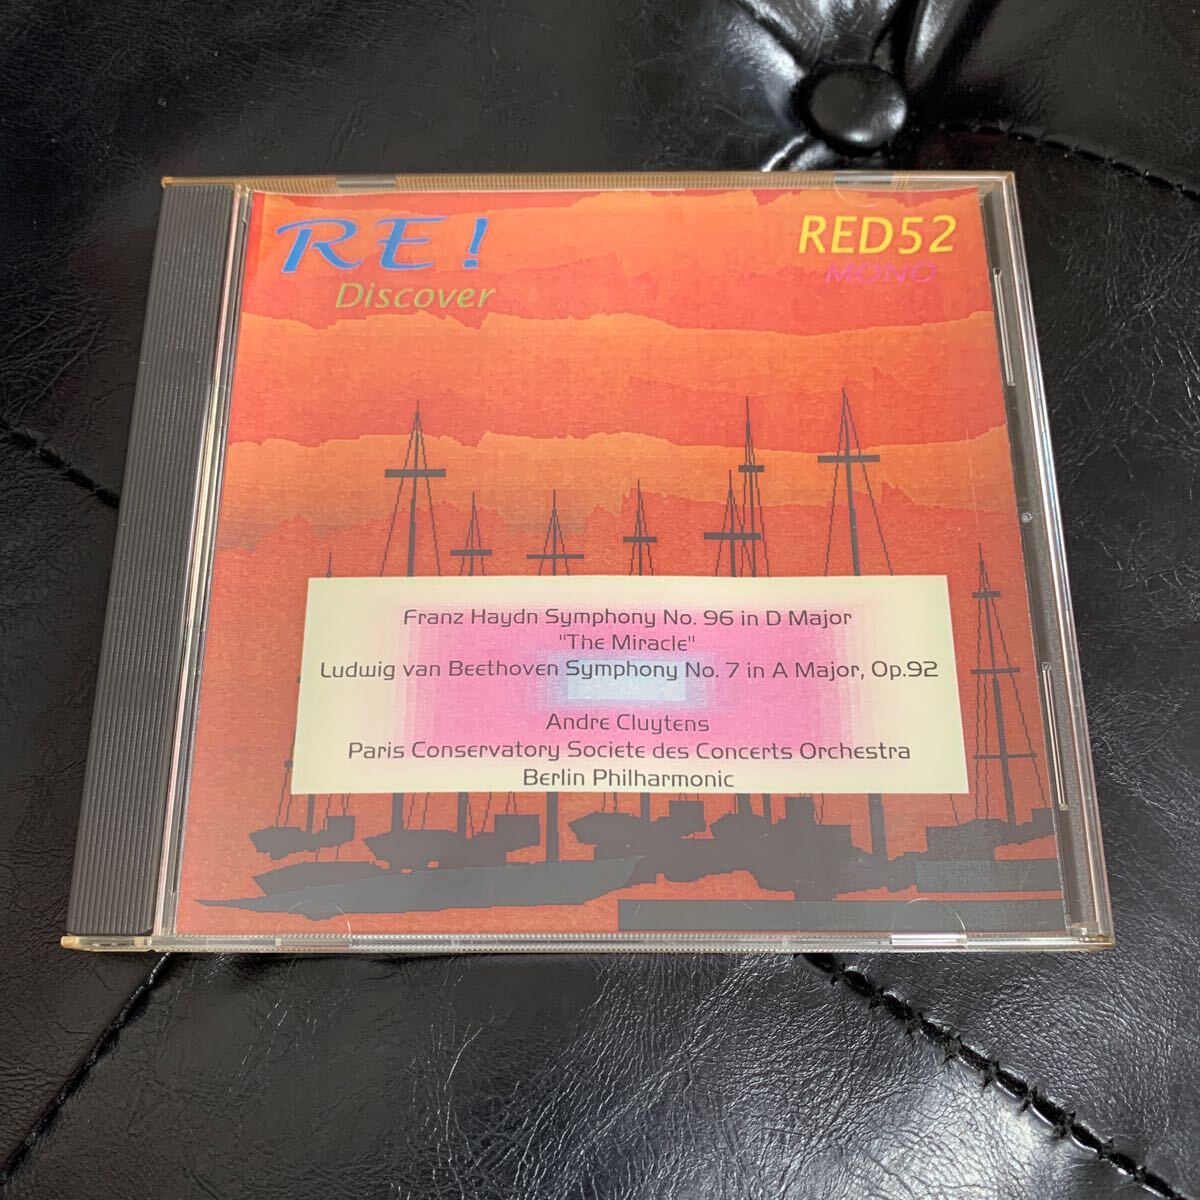 RE!
Discover
RED52
MONO
Franz Haydn Symphony No. 96 in D Major
"The Miracle"
Ludwig van Beethoven Symphony No. 7 in A Major, Op.92
Andre Cluytens
Paris Conservatory Societe des Concerts Orchestra
Berlin Philharmonic